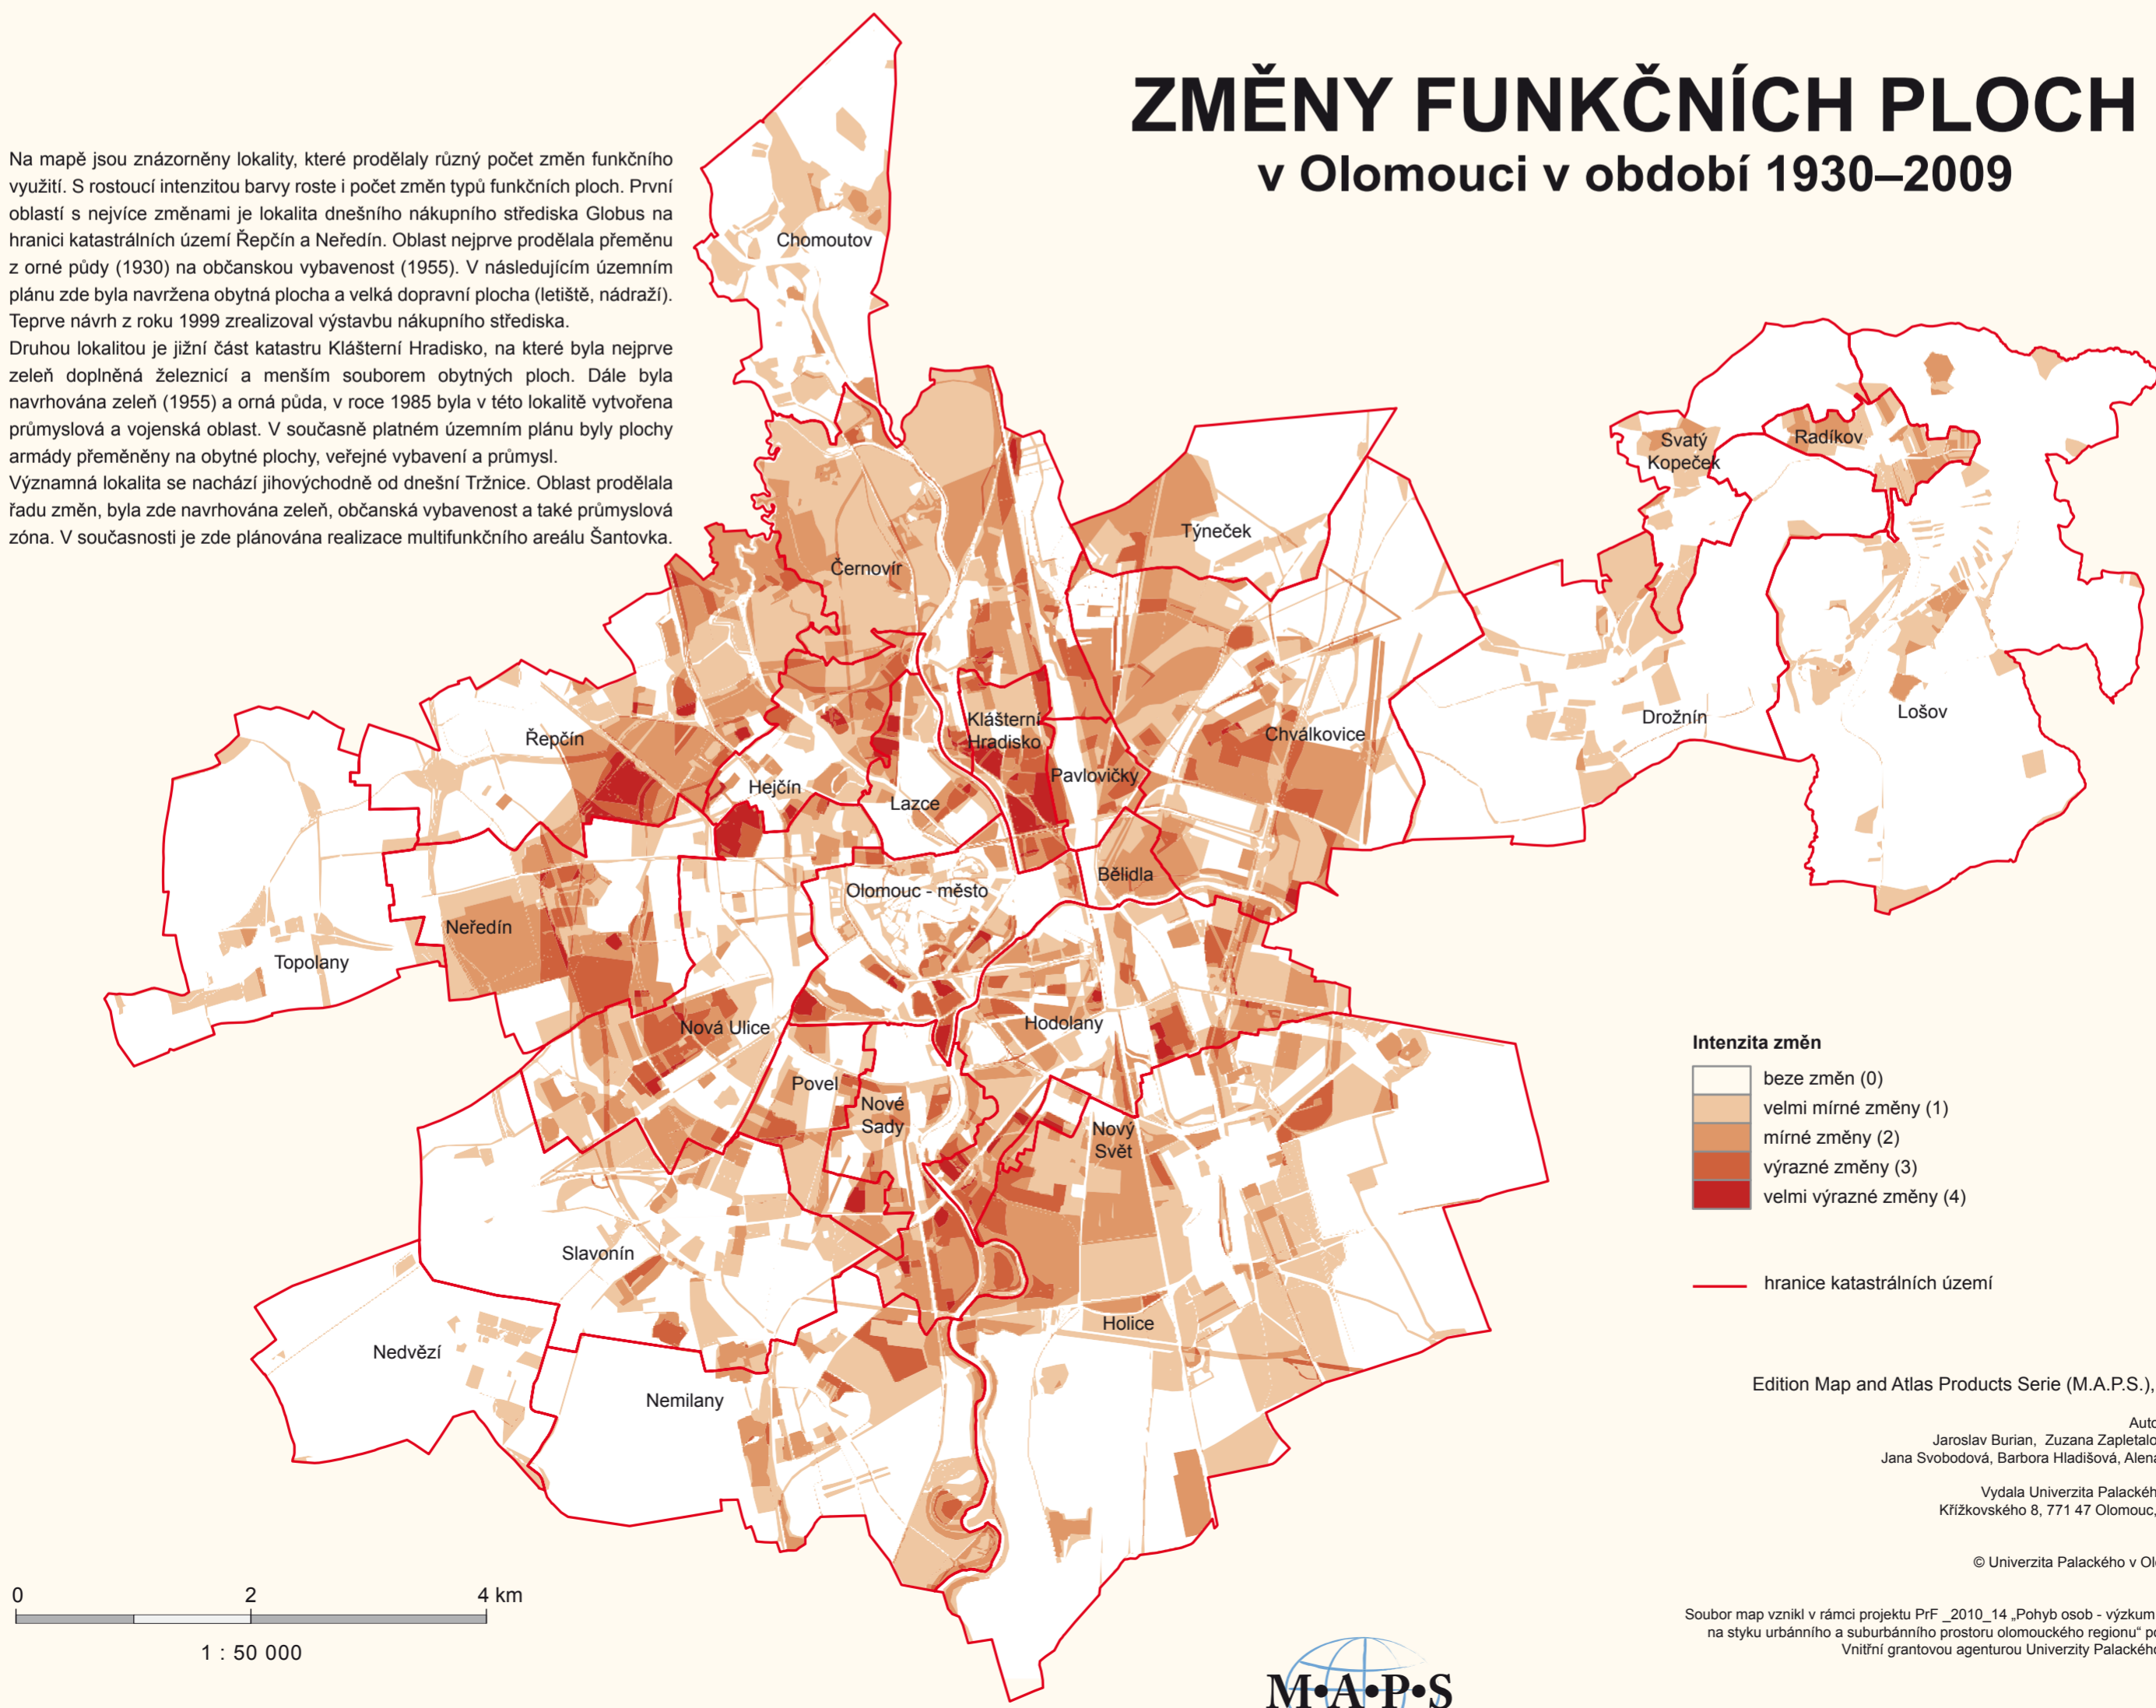 ZMĚNY FUNKČNÍCH PLOCH
v Olomouci v období 1930–2009
Na mapě jsou znázorněny lokality, které prodělaly různý počet změn funkčního
využití. S rostoucí intenzitou barvy roste i počet změn typů funkčních ploch. První
oblastí s nejvíce změnami je lokalita dnešního nákupního střediska Globus na
hranici katastrálních území Řepčín a Neředín. Oblast nejprve prodělala přeměnu
z orné půdy (1930) na občanskou vybavenost (1955). V následujícím územním
plánu zde byla navržena obytná plocha a velká dopravní plocha (letiště, nádraží).
Teprve návrh z roku 1999 zrealizoval výstavbu nákupního střediska.
Druhou lokalitou je jižní část katastru Klášterní Hradisko, na které byla nejprve
zeleň doplněná železnicí a menším souborem obytných ploch. Dále byla
navrhována zeleň (1955) a orná půda, v roce 1985 byla v této lokalitě vytvořena
průmyslová a vojenská oblast. V současně platném územním plánu byly plochy
armády přeměněny na obytné plochy, veřejné vybavení a průmysl.
Významná lokalita se nachází jihovýchodně od dnešní Tržnice. Oblast prodělala
řadu změn, byla zde navrhována zeleň, občanská vybavenost a také průmyslová
zóna. V současnosti je zde plánována realizace multifunkčního areálu Šantovka.
Chomoutov
Svatý
Kopeček
Radíkov
Týneček
Černovír
Lošov
Drožnín
Klášterní
Hradisko
Chválkovice
Řepčín
Pavlovičky
Hejčín
Lazce
Bělidla
Olomouc - město
Neředín
Topolany
Hodolany
Nová Ulice
Povel
Nové
Sady
Nový
Svět
Slavonín
Holice
Nedvězí
Nemilany
Intenzita změn
beze změn (0)
velmi mírné změny (1)
mírné změny (2)
výrazné změny (3)
velmi výrazné změny (4)
hranice katastrálních území
Edition Map and Atlas Products Serie (M.A.P.S.),
Auto
Jaroslav Burian, Zuzana Zapletalo
Jana Svobodová, Barbora Hladišová, Alena
Vydala Univerzita Palackéh
Křížkovského 8, 771 47 Olomouc,
© Univerzita Palackého v Ol
Soubor map vznikl v rámci projektu PrF _2010_14 „Pohyb osob - výzkum
na styku urbánního a suburbánního prostoru olomouckého regionu“ po
Vnitřní grantovou agenturou Univerzity Palackého
0 2 4 km
1 : 50 000
M•A•P•S